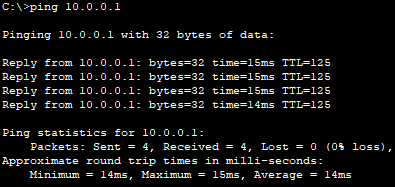 C:\>ping 10.0.0.1
Pinging 10.0.0.1 with 32 bytes of data:
Reply from 10.0.0.1: bytes=32 time=15ms TTL=125
Reply from 10.0.0.1: bytes=32 time=15ms TTL=125
Reply from 10.0.0.1: bytes=32 time=15ms TTL=125
Reply from 10.0.0.1: bytes=32 time=14ms TTL=125
Ping statistics for 10.0.0.1:
    Packets: Sent = 4, Received = 4, Lost = 0 (0% loss),
Approximate round trip times in milli-seconds:
    Minimum = 14ms, Maximum = 15ms, Average = 14ms